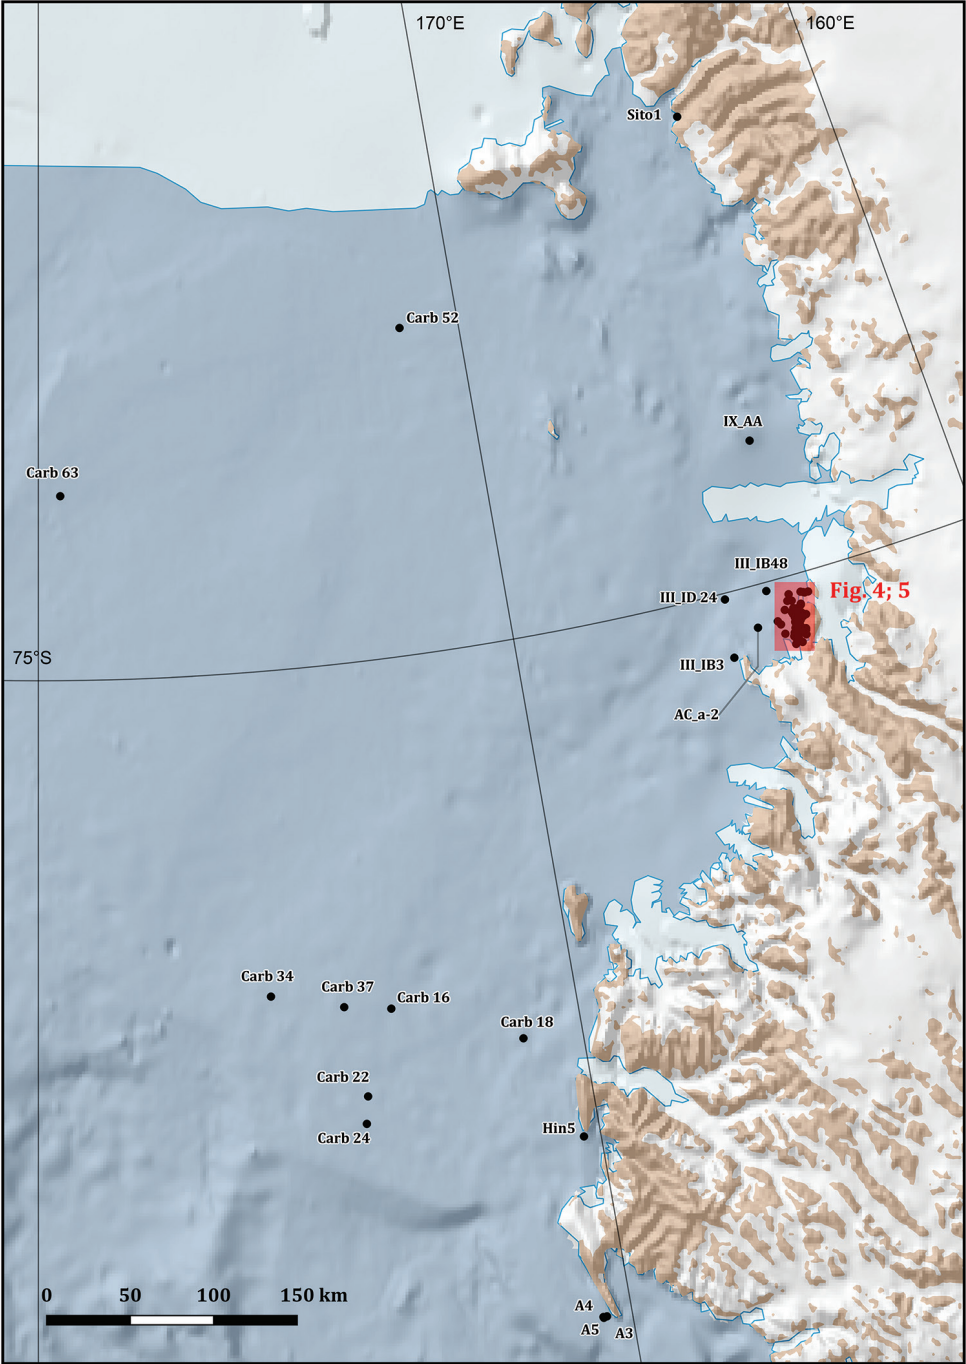 170°E
160°E
Sito1
Carb 52
IX_AA
Carb 63
III_IB48
Fig. 4; 5
III_ID 24
75°S
III_IB3
AC_a-2
Carb 34
Carb 37
Carb 16
Carb 18
Carb 22
Hin5
Carb 24
0 50 100 150 km
A4
A5
A3